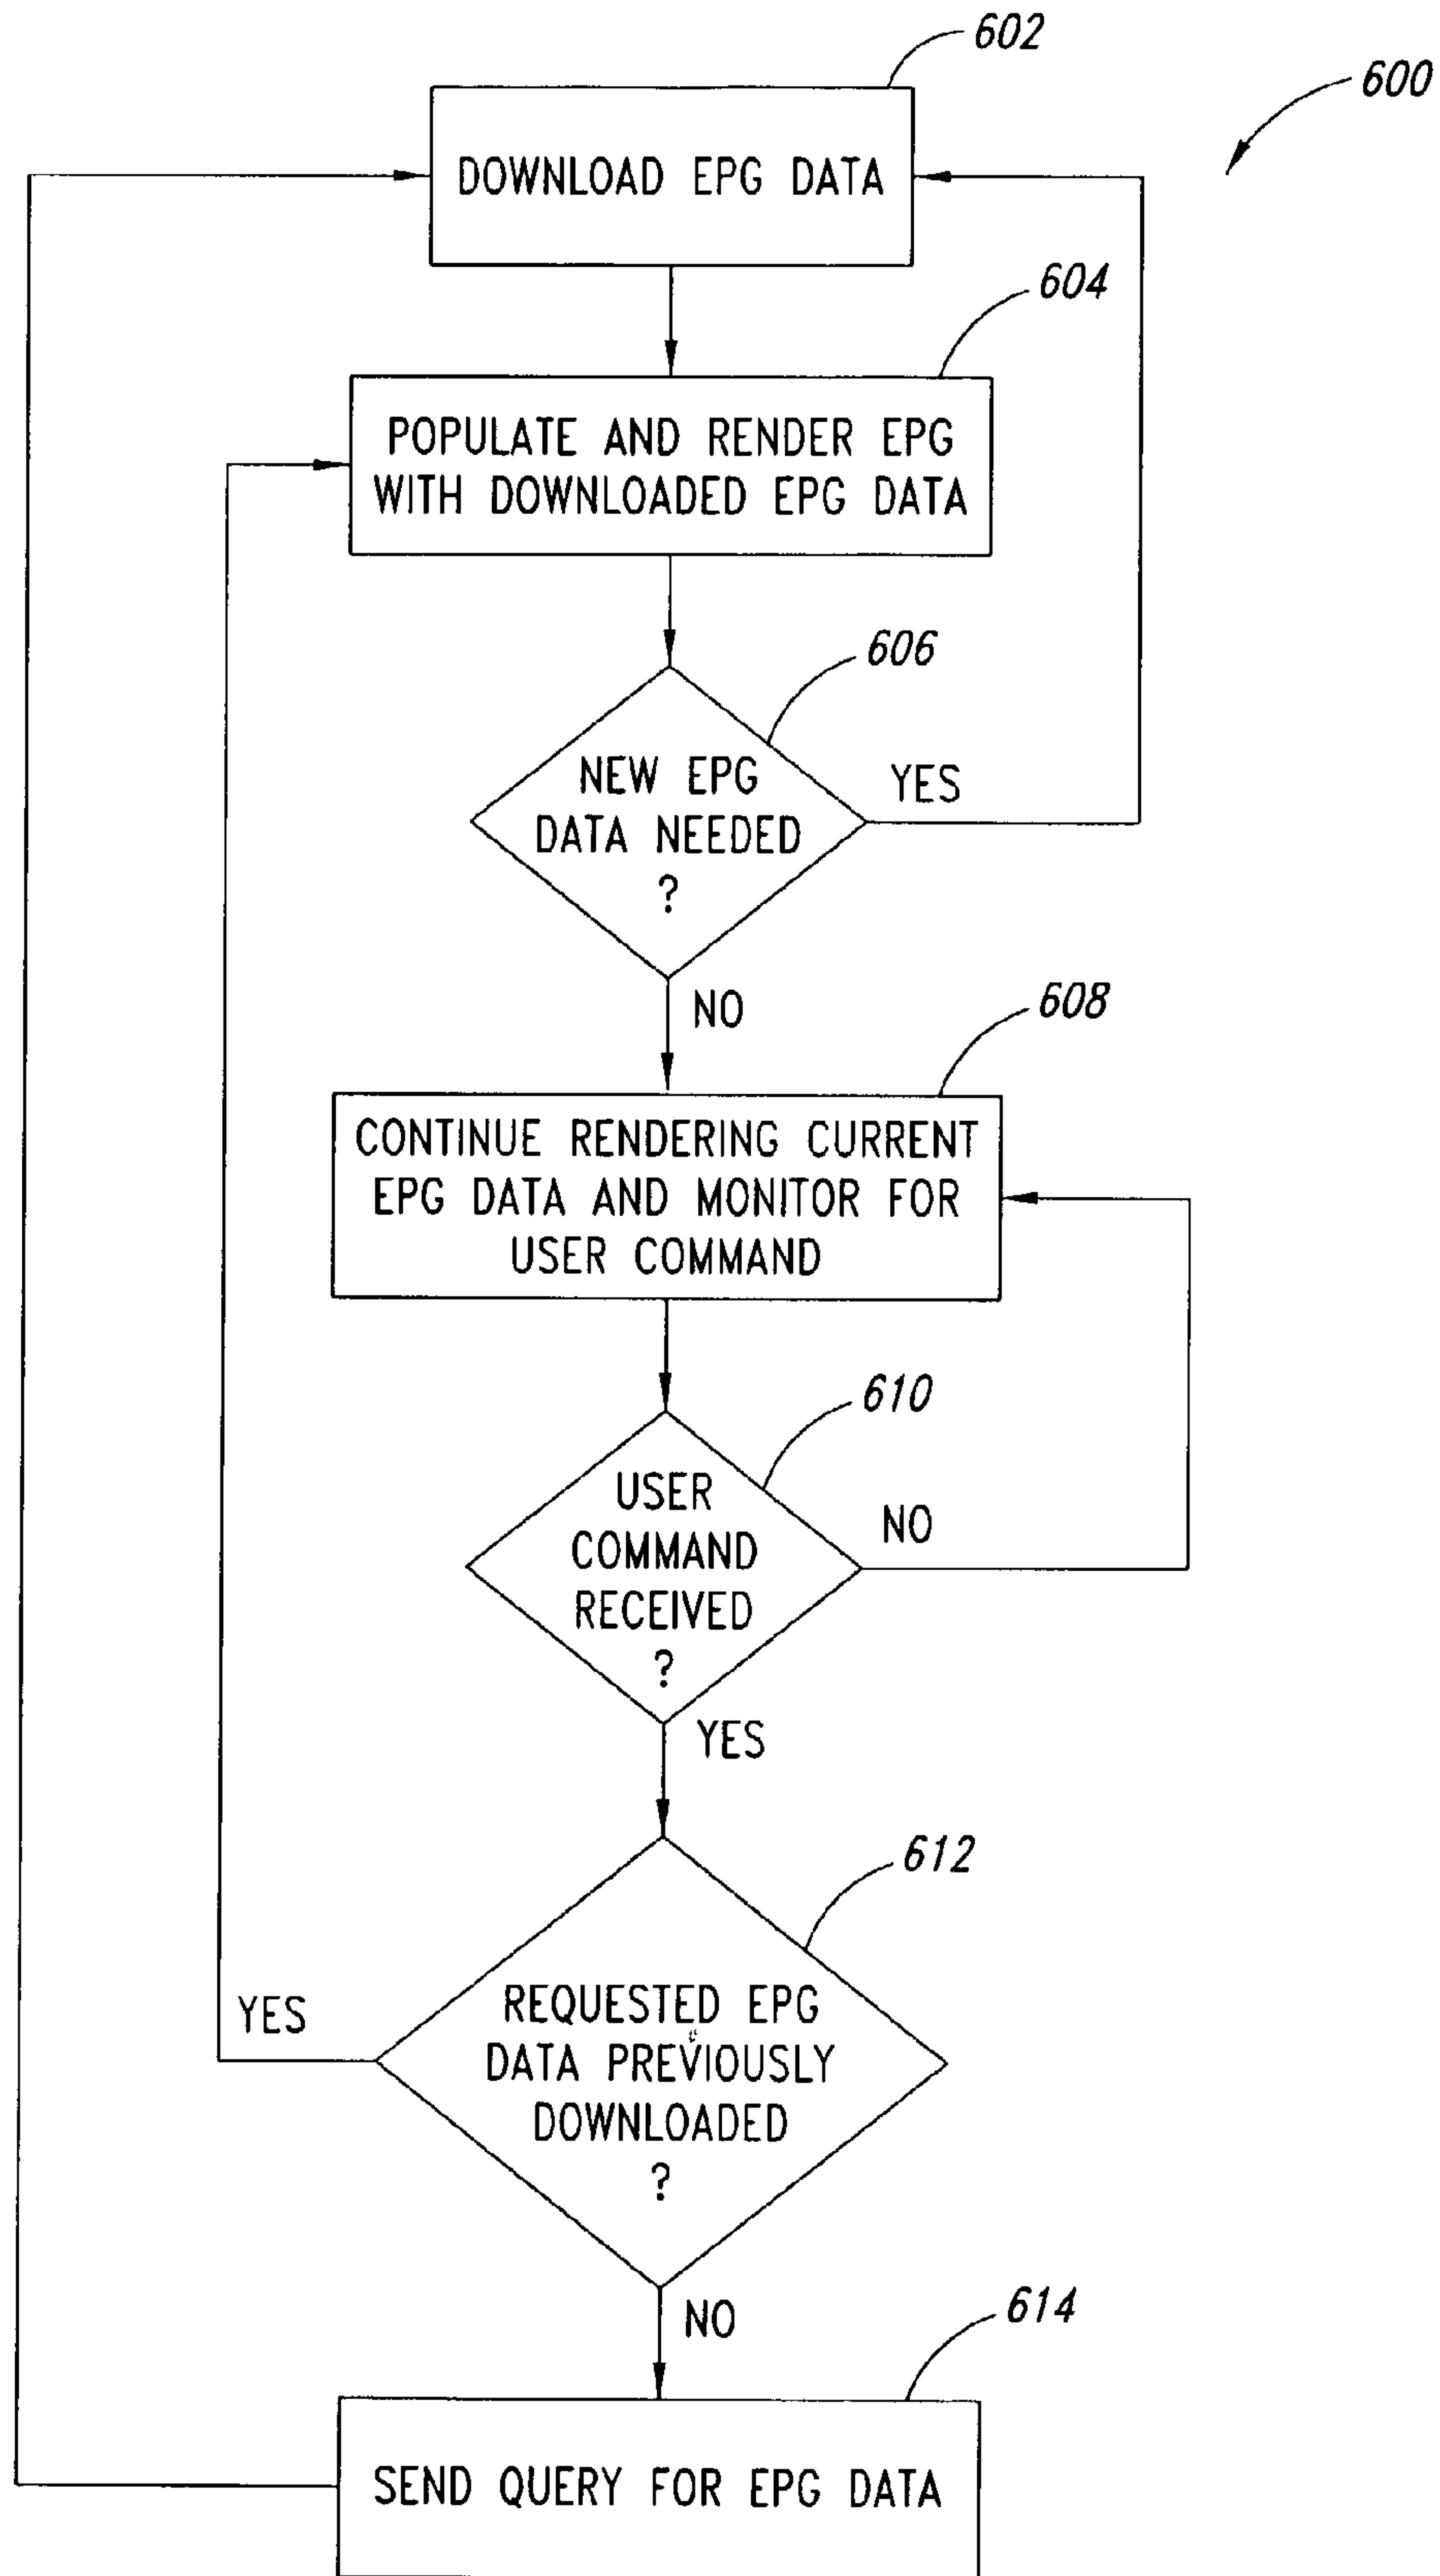 602
600
DOWNLOAD EPG DATA
604
POPULATE AND RENDER EPG
WITH DOWNLOADED EPG DATA
606
NEW EPG
DATA NEEDED
?
YES
NO
608
CONTINUE RENDERING CURRENT
EPG DATA AND MONITOR FOR
USER COMMAND
610
USER
COMMAND
RECEIVED
?
NO
YES
612
REQUESTED EPG
DATA PREVIOUSLY
DOWNLOADED
?
YES
NO
614
SEND QUERY FOR EPG DATA